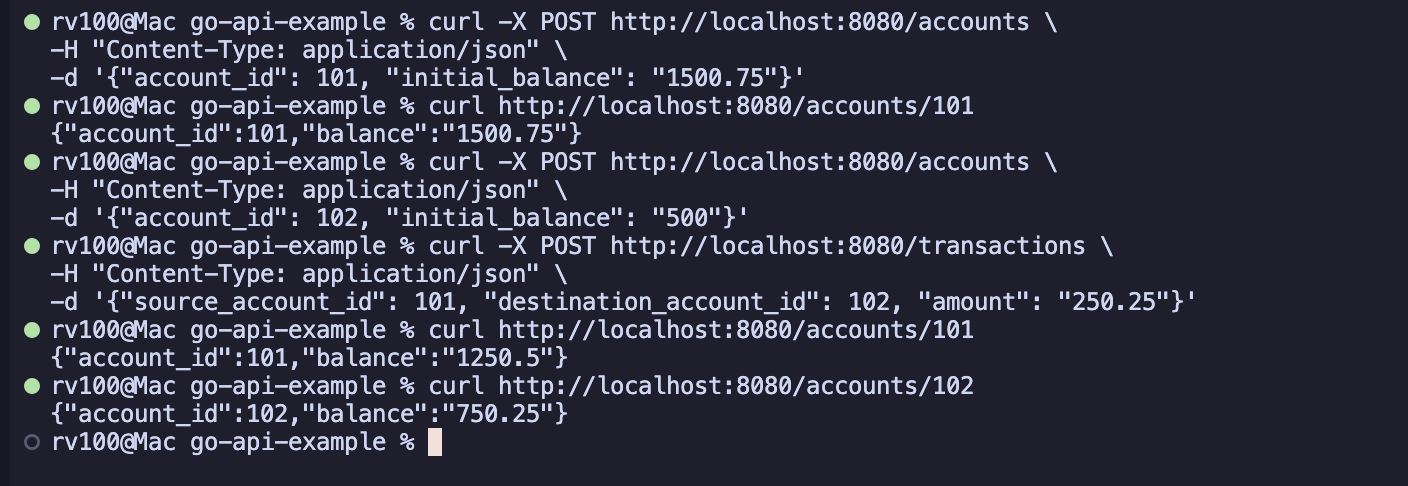 rv100@Mac go-api-example % curl -X POST http://localhost:8080/accounts \
-H "Content-Type: application/json" \
-d '{"account_id": 101, "initial_balance": "1500.75"}'
rv100@Mac go-api-example % curl http://localhost:8080/accounts/101
{"account_id":101,"balance":"1500.75"}
rv100@Mac go-api-example % curl -X POST http://localhost:8080/accounts \
-H "Content-Type: application/json" \
-d '{"account_id": 102, "initial_balance": "500"}'
rv100@Mac go-api-example % curl -X POST http://localhost:8080/transactions \
-H "Content-Type: application/json" \
-d '{"source_account_id": 101, "destination_account_id": 102, "amount": "250.25"}'
rv100@Mac go-api-example % curl http://localhost:8080/accounts/101
{"account_id":101,"balance":"1250.5"}
rv100@Mac go-api-example % curl http://localhost:8080/accounts/102
{"account_id":102,"balance":"750.25"}
rv100@Mac go-api-example %